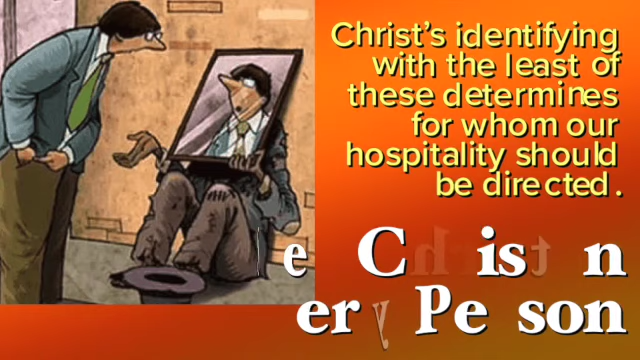 Christ's identifying
with the least of
these determines
for whom our
hospitality should
be directed.